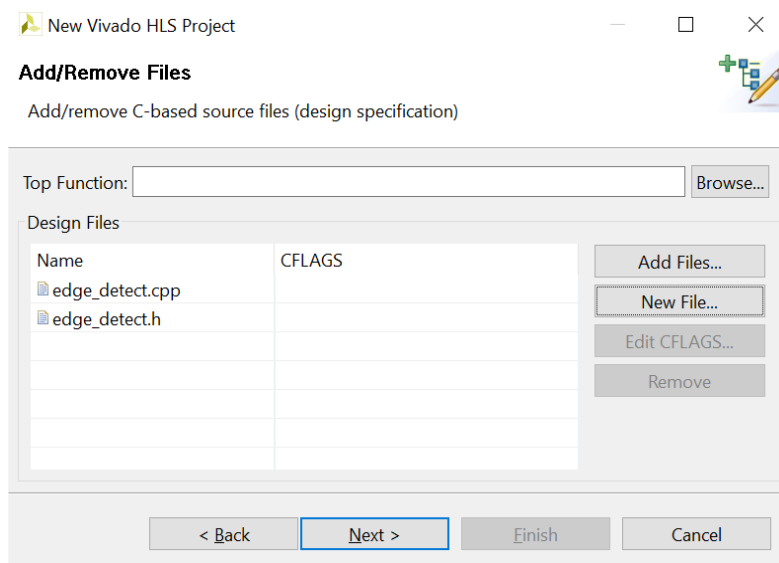 New Vivado HLS Project
Add/Remove Files
Add/remove C-based source files (design specification)
Top Function:
Browse...
Design Files
Name
CFLAGS
edge_detect.cpp
edge_detect.h
Add Files...
New File...
Edit CFLAGS...
Remove
< Back
Next >
Finish
Cancel